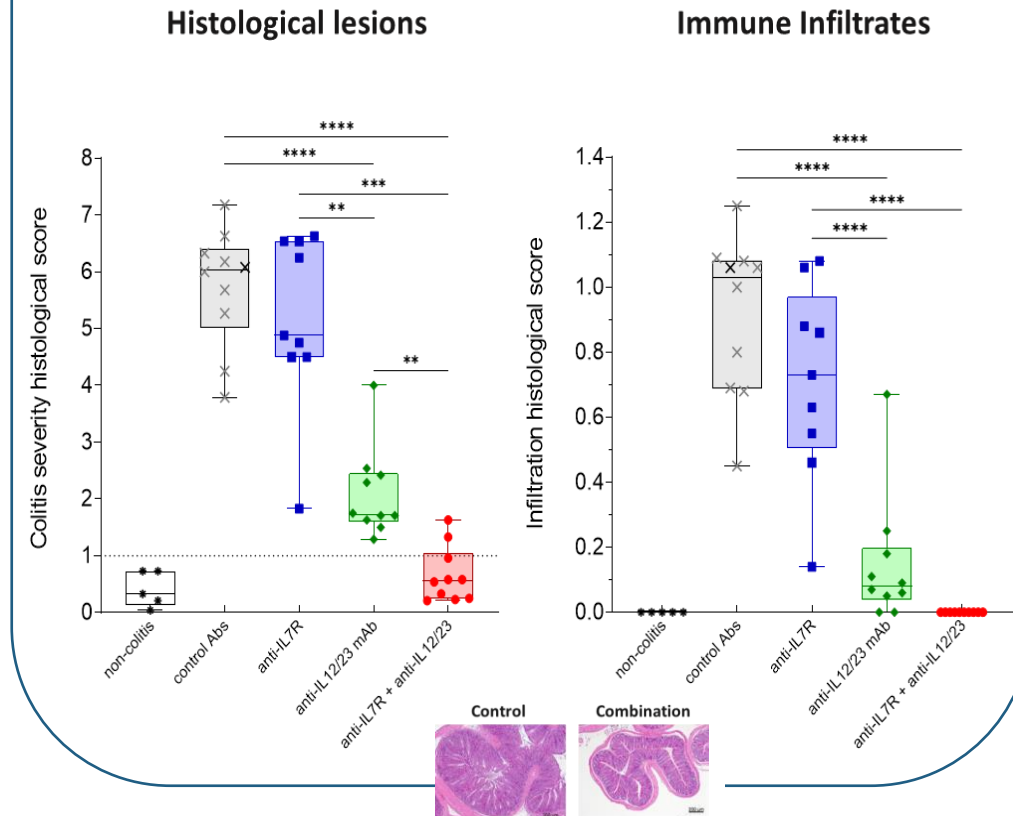 Histological lesions
Immune Infiltrates
Colitis severity histological score
8
7
6
5
4
3
2
1
0
****
****
***
**
**
non-colitis
control Abs
anti-IL7R
anti-IL12/23 mAb
anti-IL7R + anti-IL12/23
Infiltration histological score
1.4
1.2
1.0
0.8
0.6
0.4
0.2
0.0
****
****
****
****
non-colitis
control Abs
anti-IL7R
anti-IL12/23 mAb
anti-IL7R + anti-IL12/23
Control
Combination